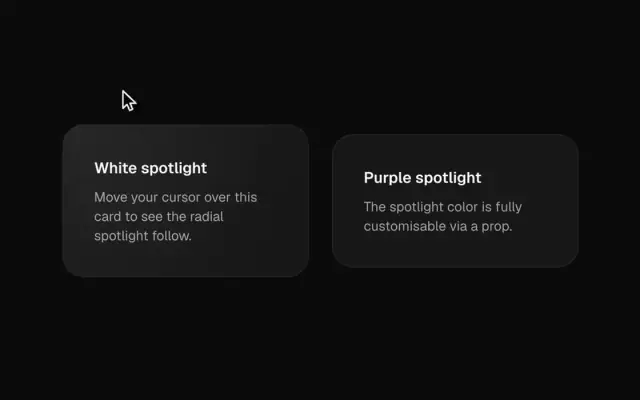 White spotlight
Move your cursor over this
card to see the radial
spotlight follow.
Purple spotlight
The spotlight color is fully
customisable via a prop.